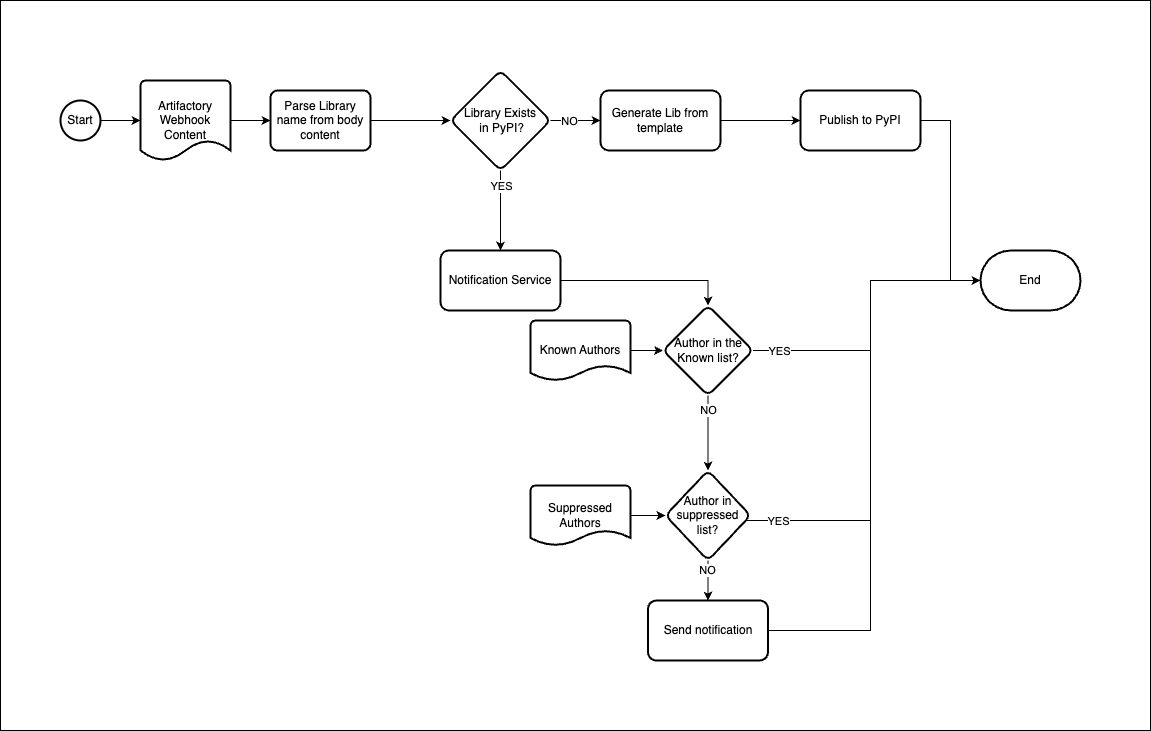 Start
Artifactory
Webhook
Content
Parse Library
name from body
content
Library Exists
in PyPI?
NO
Generate Lib from
template
Publish to PyPI
YES
Notification Service
End
Known Authors
Author in the
Known list?
YES
NO
Suppressed
Authors
Author in
suppressed
list?
YES
NO
Send notification